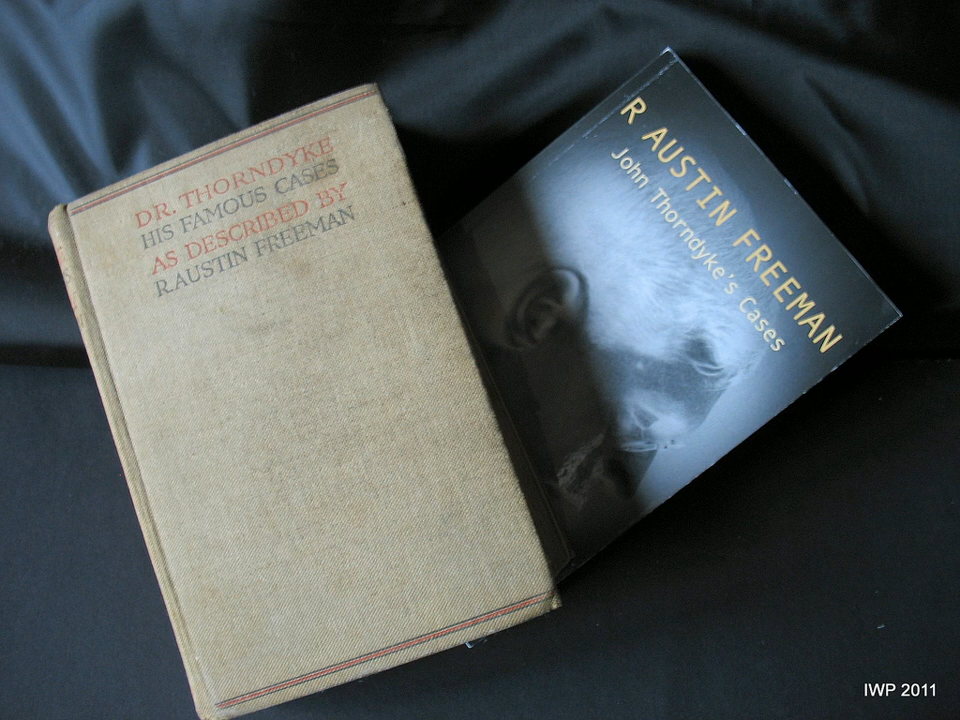 DR. THORNDYKE
HIS FAMOUS CASES
AS DESCRIBED BY
R.AUSTIN FREEMAN
R AUSTIN FREEMAN
John Thorndyke's Cases
IWP 2011